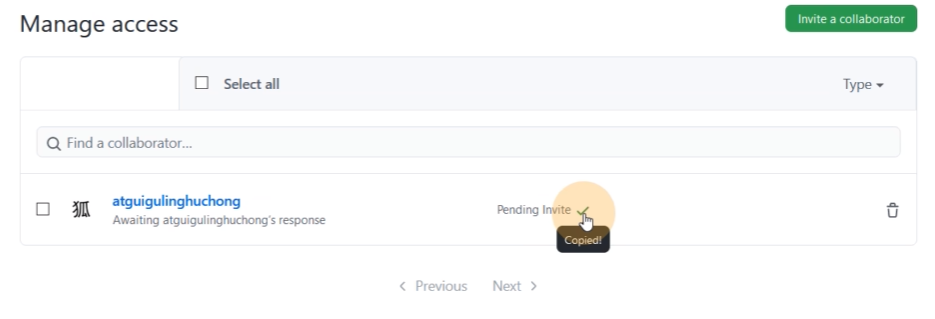 Manage access
Invite a collaborator
Select all
Type
Find a collaborator...
狐
atguigulinghuchong
Awaiting atguigulinghuchong's response
Pending Invite
Copied!
Previous
Next